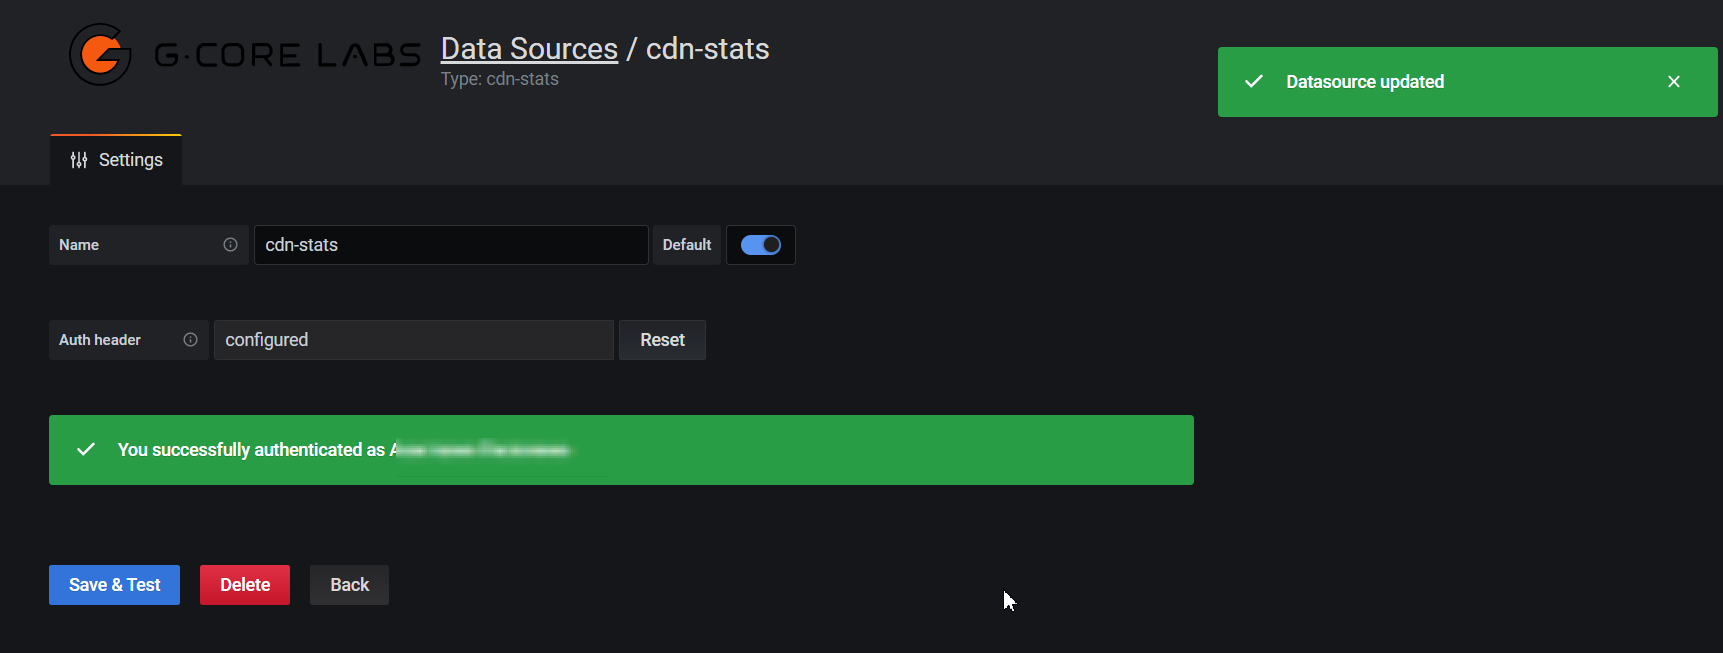 G·CORE LABS
Data Sources / cdn-stats
Type: cdn-stats
Datasource updated
Settings
Name
cdn-stats
Default
Auth header
configured
Reset
You successfully authenticated as
Save & Test
Delete
Back